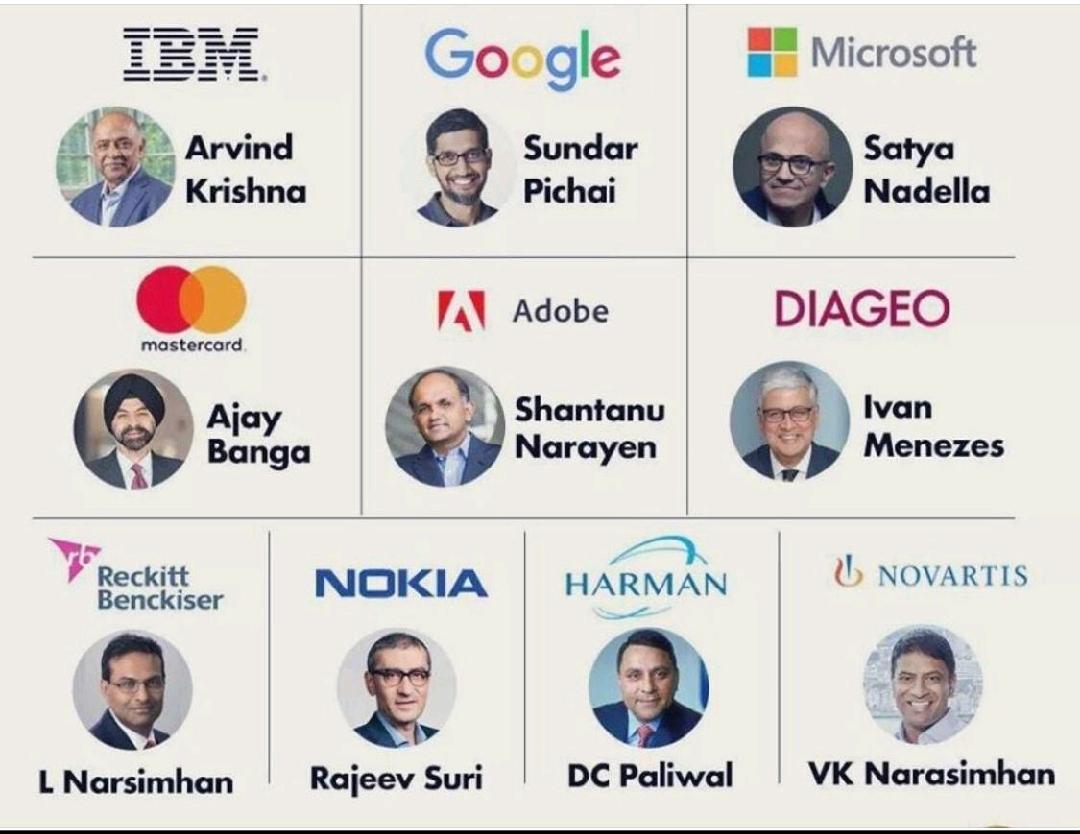 IBM.
Google
Microsoft
Arvind
Krishna
Sundar
Pichai
Satya
Nadella
mastercard.
Adobe
DIAGEO
Ajay
Banga
Shantanu
Narayen
Ivan
Menezes
rb
Reckitt
Benckiser
NOKIA
HARMAN
NOVARTIS
L Narsimhan
Rajeev Suri
DC Paliwal
VK Narasimhan